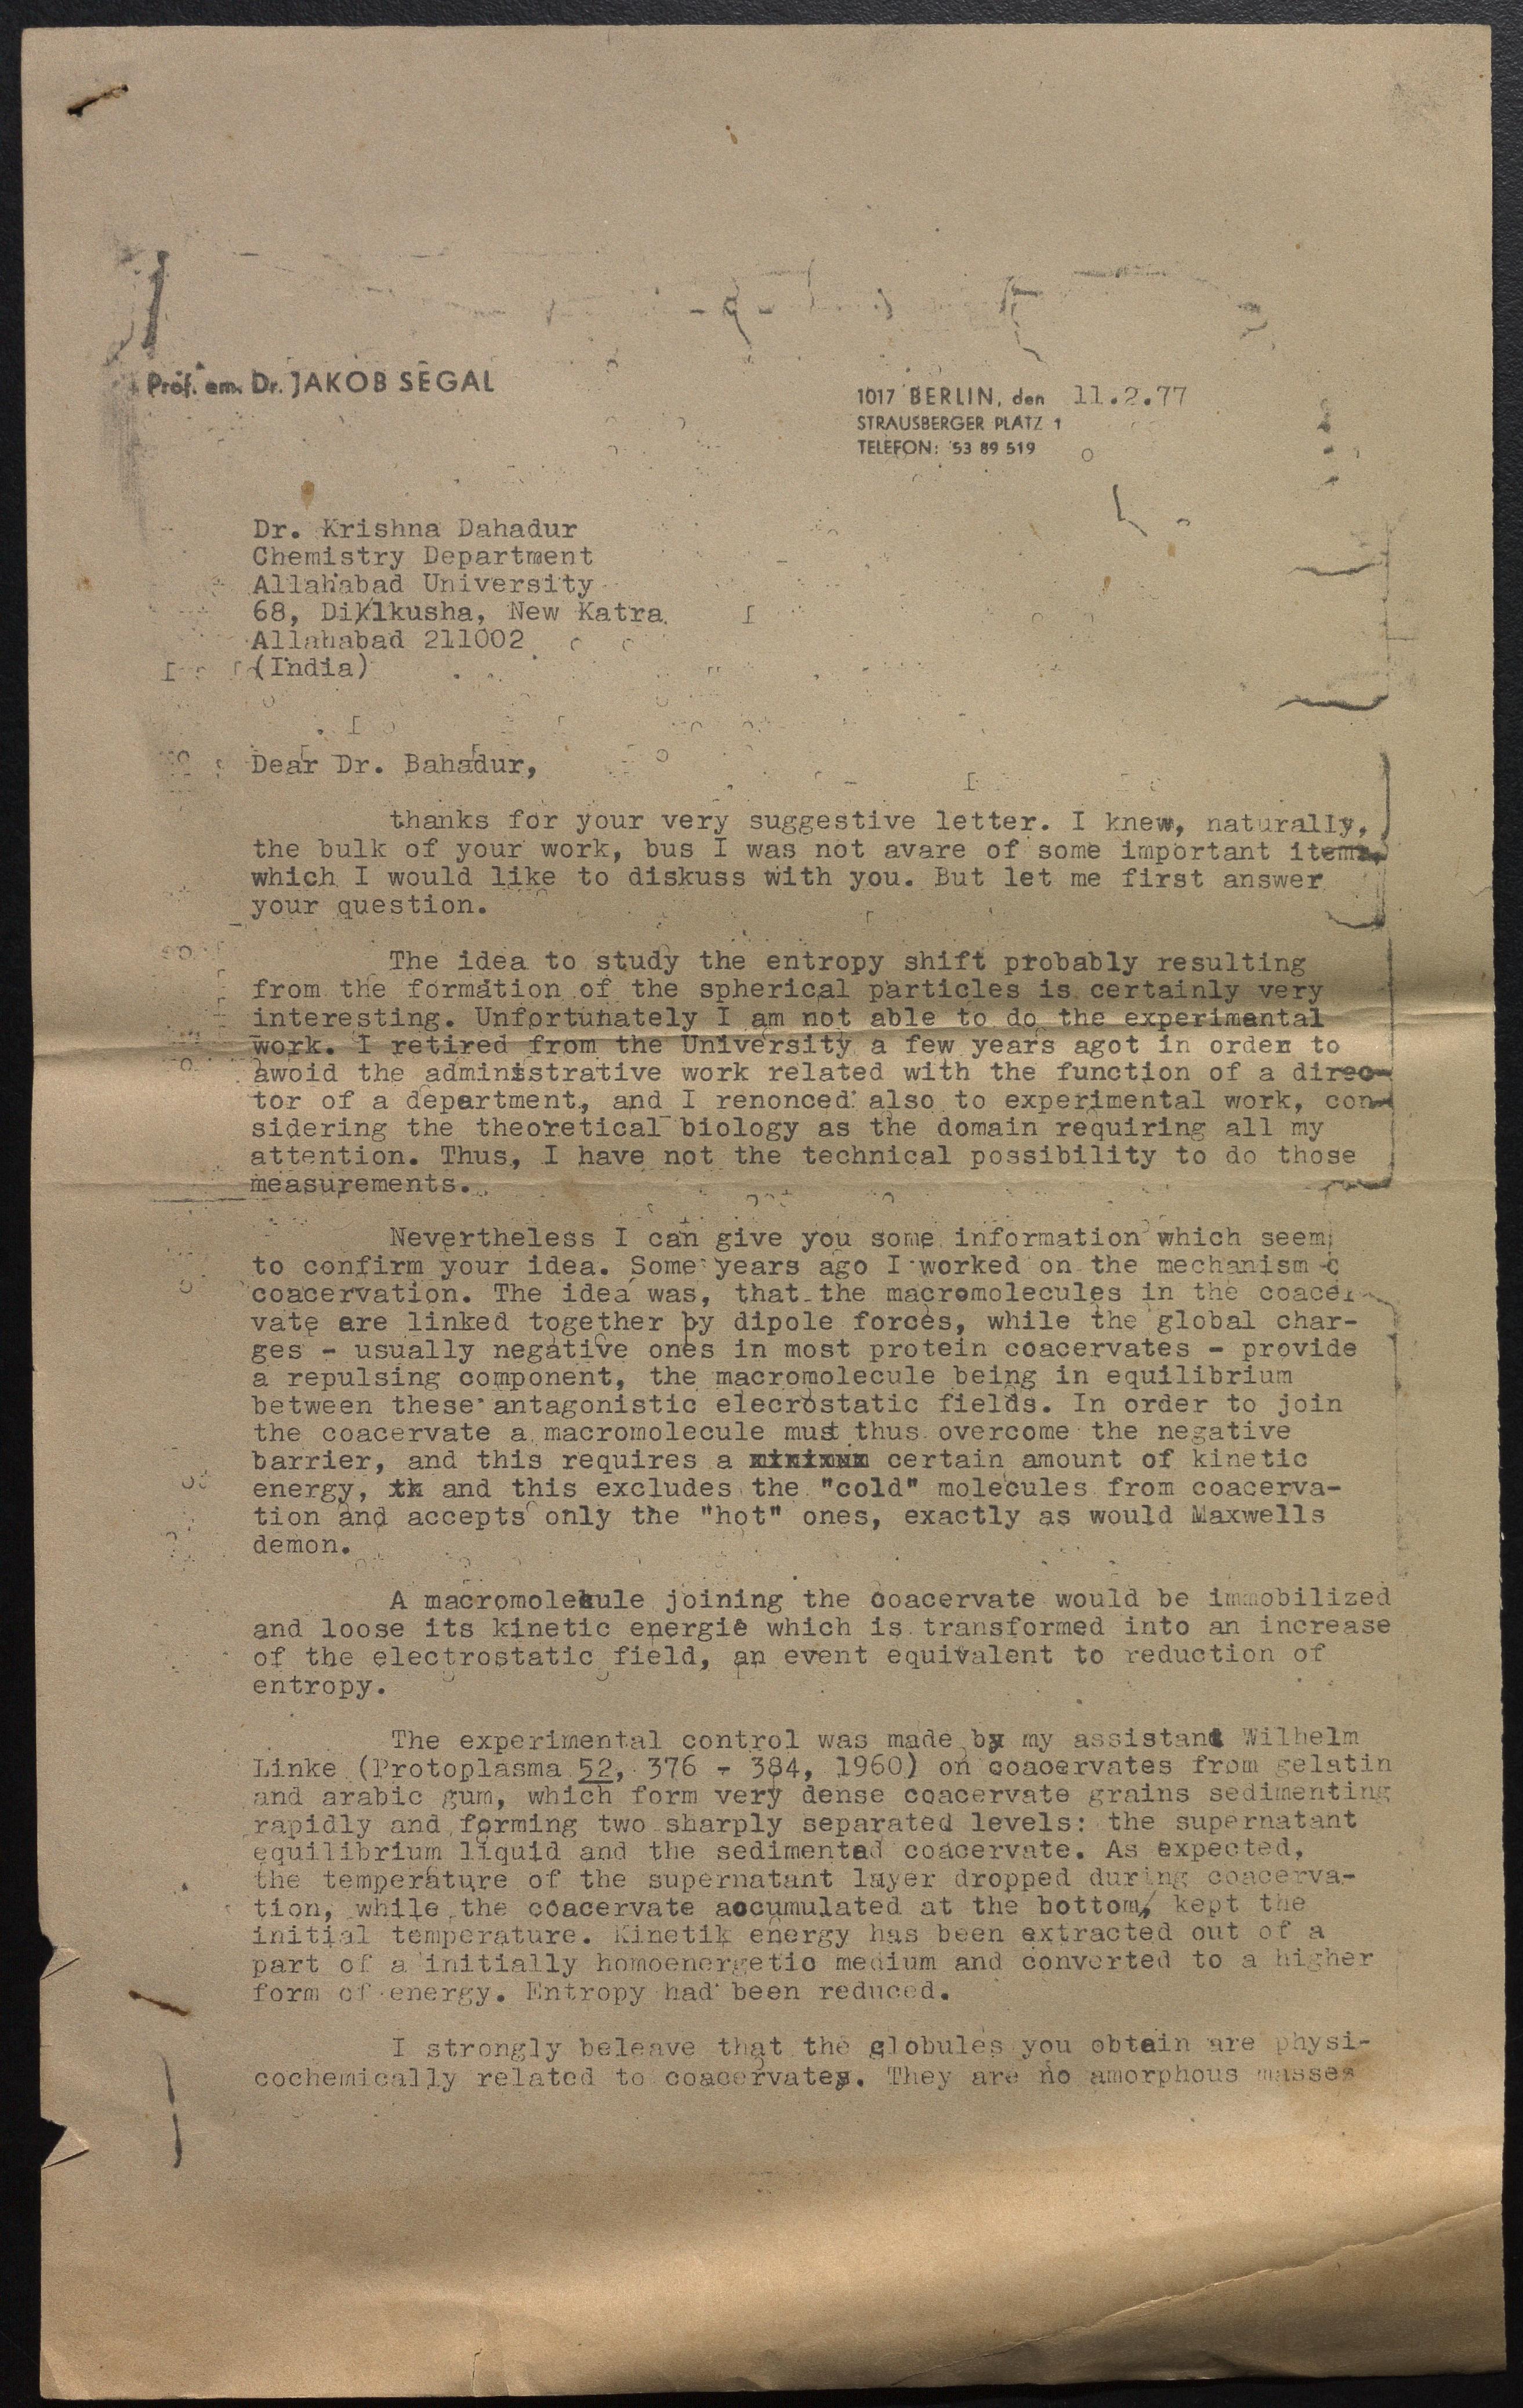 Prof. em. Dr. JAKOB SEGAL
1017 BERLIN, den 11.2.77
STRAUSBERGER PLATZ 1
TELEFON: 53 89 519
Dr. Krishna Dahadur
Chemistry Department
Allahabad University
68, Dillkusha, New Katra
Allahabad 211002
(India)
Dear Dr. Bahadur,
thanks for your very suggestive letter. I knew, naturally,
the bulk of your work, bus I was not avare of some important items,
which I would like to diskuss with you. But let me first answer
your question.
The idea to study the entropy shift probably resulting
from the formation of the spherical particles is certainly very
interesting. Unfortunately I am not able to do the experimental
work. I retired from the University a few years agot in order to
awoid the administrative work related with the function of a direc-
tor of a department, and I renonced also to experimental work, con-
sidering the theoretical biology as the domain requiring all my
attention. Thus, I have not the technical possibility to do those
measurements.
Nevertheless I can give you some information which seem
to confirm your idea. Some years ago I worked on the mechanism
coacervation. The idea was, that the macromolecules in the coacer-
vate are linked together by dipole forces, while the global char-
ges - usually negative ones in most protein coacervates - provide
a repulsing component, the macromolecule being in equilibrium
between these antagonistic elecrostatic fields. In order to join
the coacervate a macromolecule must thus overcome the negative
barrier, and this requires a certain amount of kinetic
energy, and this excludes the "cold" molecules from coacerva-
tion and accepts only the "hot" ones, exactly as would Maxwells
demon.
A macromolekule joining the coacervate would be immobilized
and loose its kinetic energie which is transformed into an increase
of the electrostatic field, an event equivalent to reduction of
entropy.
The experimental control was made by my assistant Wilhelm
Linke (Protoplasma 52, 376 - 384, 1960) on coacervates from gelatin
and arabic gum, which form very dense coacervate grains sedimenting
rapidly and forming two sharply separated levels: the supernatant
equilibrium liquid and the sedimented coacervate. As expected,
the temperature of the supernatant layer dropped during coacerva-
tion, while the coacervate accumulated at the bottom, kept the
initial temperature. Kinetik energy has been extracted out of a
part of a initially homoenergetic medium and converted to a higher
form of energy. Entropy had been reduced.
I strongly beleave that the globules you obtain are physi-
cochemically related to coacervates. They are no amorphous masses